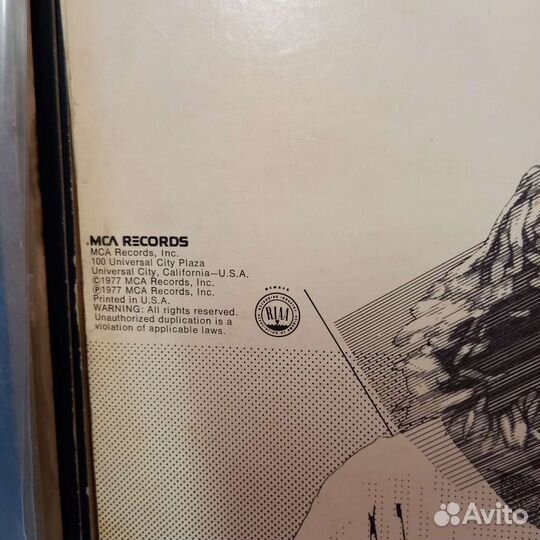 MCA RECORDS
MCA Records, Inc.
100 Universal City Plaza
Universal City, California—U.S.A.
©1977 MCA Records, Inc.
℗1977 MCA Records, Inc.
Printed in U.S.A.
WARNING: All rights reserved.
Unauthorized duplication is a
violation of applicable laws.
MEMBER
RIAA
Avito